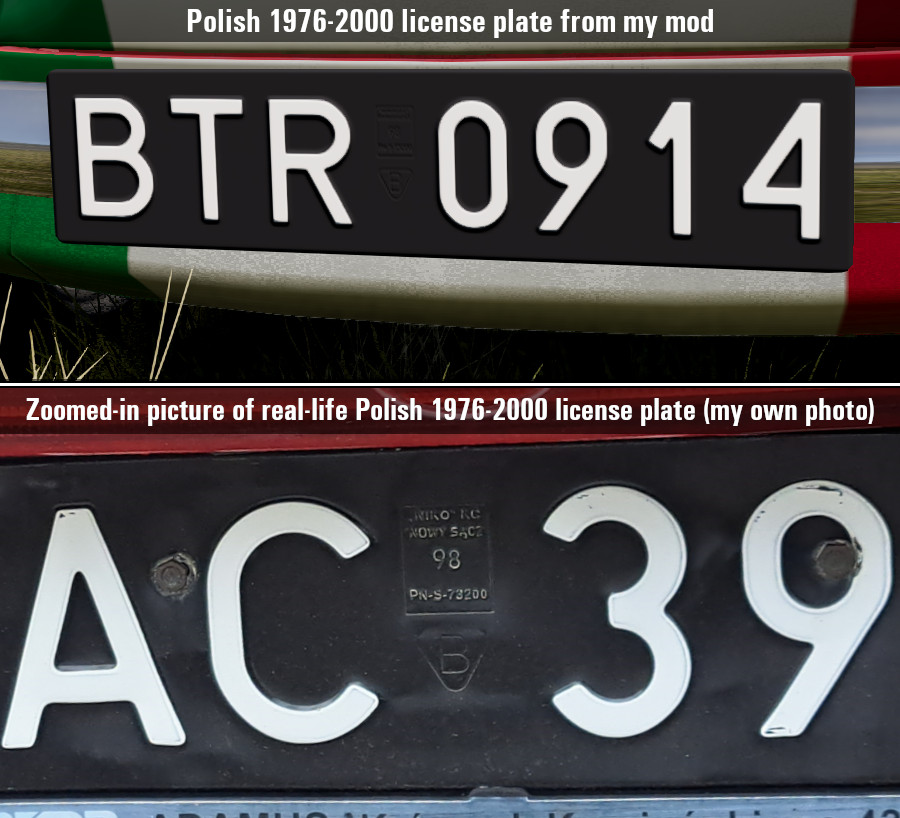 Polish 1976-2000 license plate from my mod
BTR 0914
Zoomed-in picture of real-life Polish 1976-2000 license plate (my own photo)
AC 39
NOWY SĄCZ
98
PN-S-73200
B